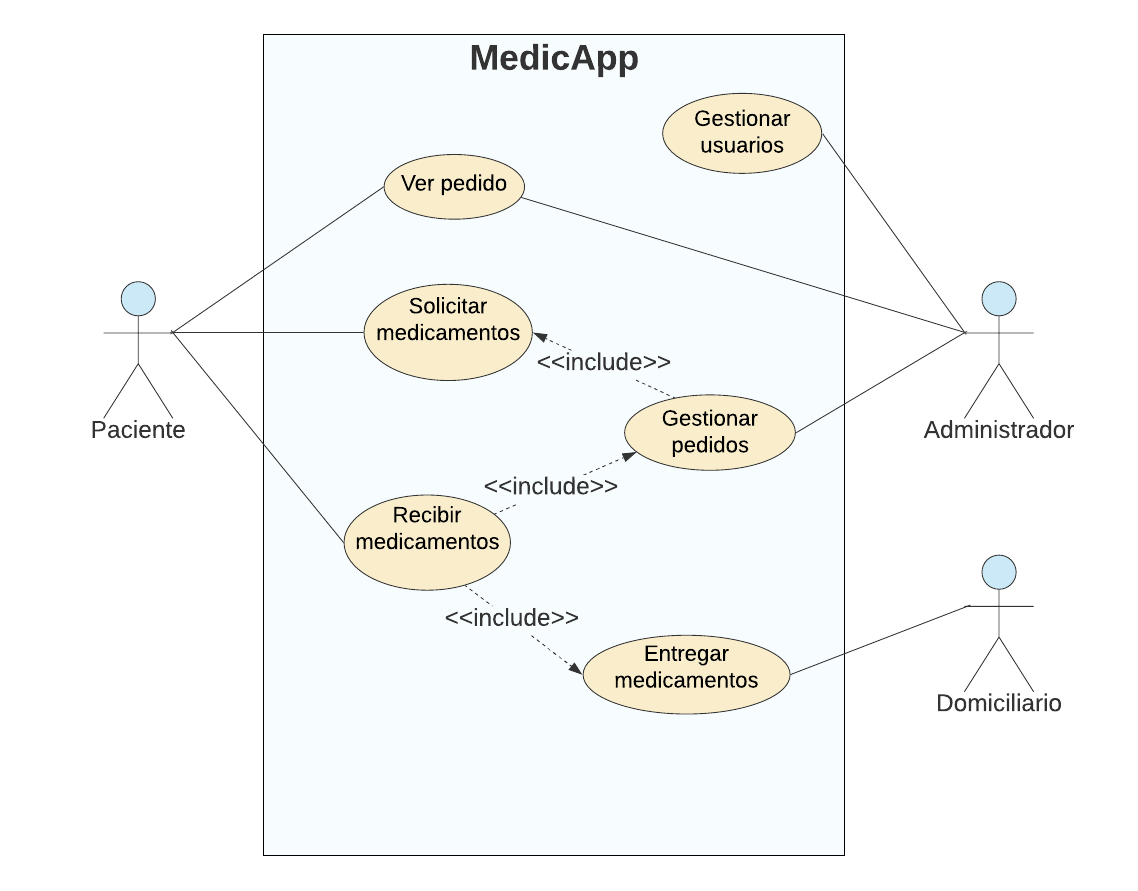 MedicApp
Gestionar
usuarios
Ver pedido
Solicitar
medicamentos
<<include>>
Gestionar
pedidos
Paciente
Administrador
<<include>>
Recibir
medicamentos
<<include>>
Entregar
medicamentos
Domiciliario